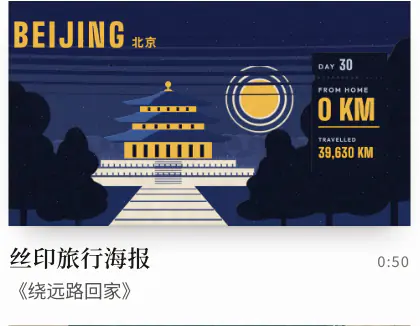 BEIJING 北京
DAY 30
FROM HOME
0 KM
TRAVELLED
39,630 KM
丝印旅行海报
0:50
《绕远路回家》